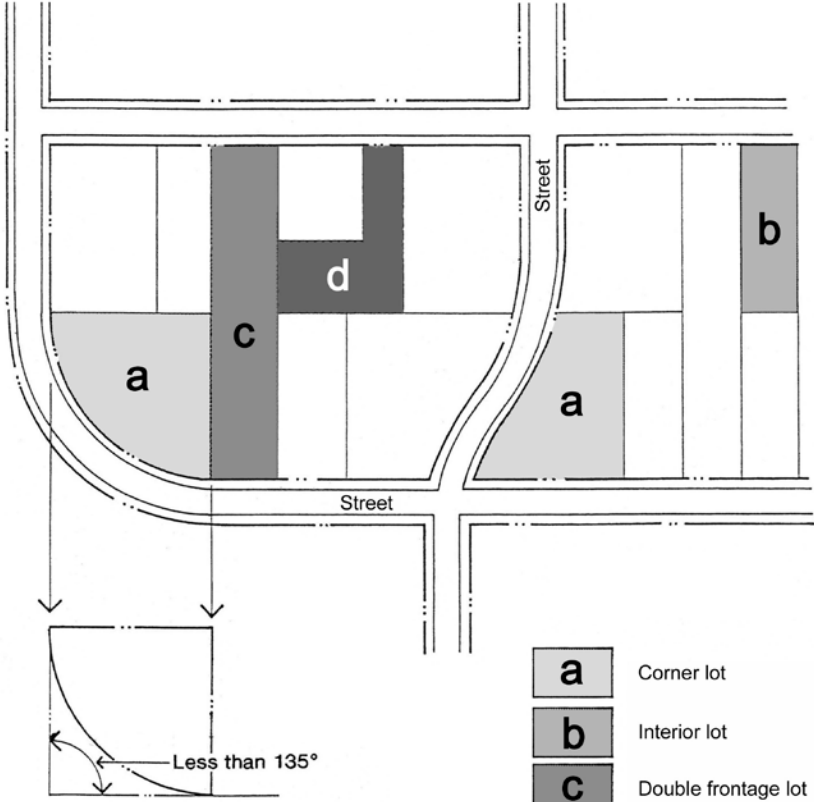 Street
b
d
c
a
a
Street
a Corner lot
Less than 135°
b Interior lot
c Double frontage lot